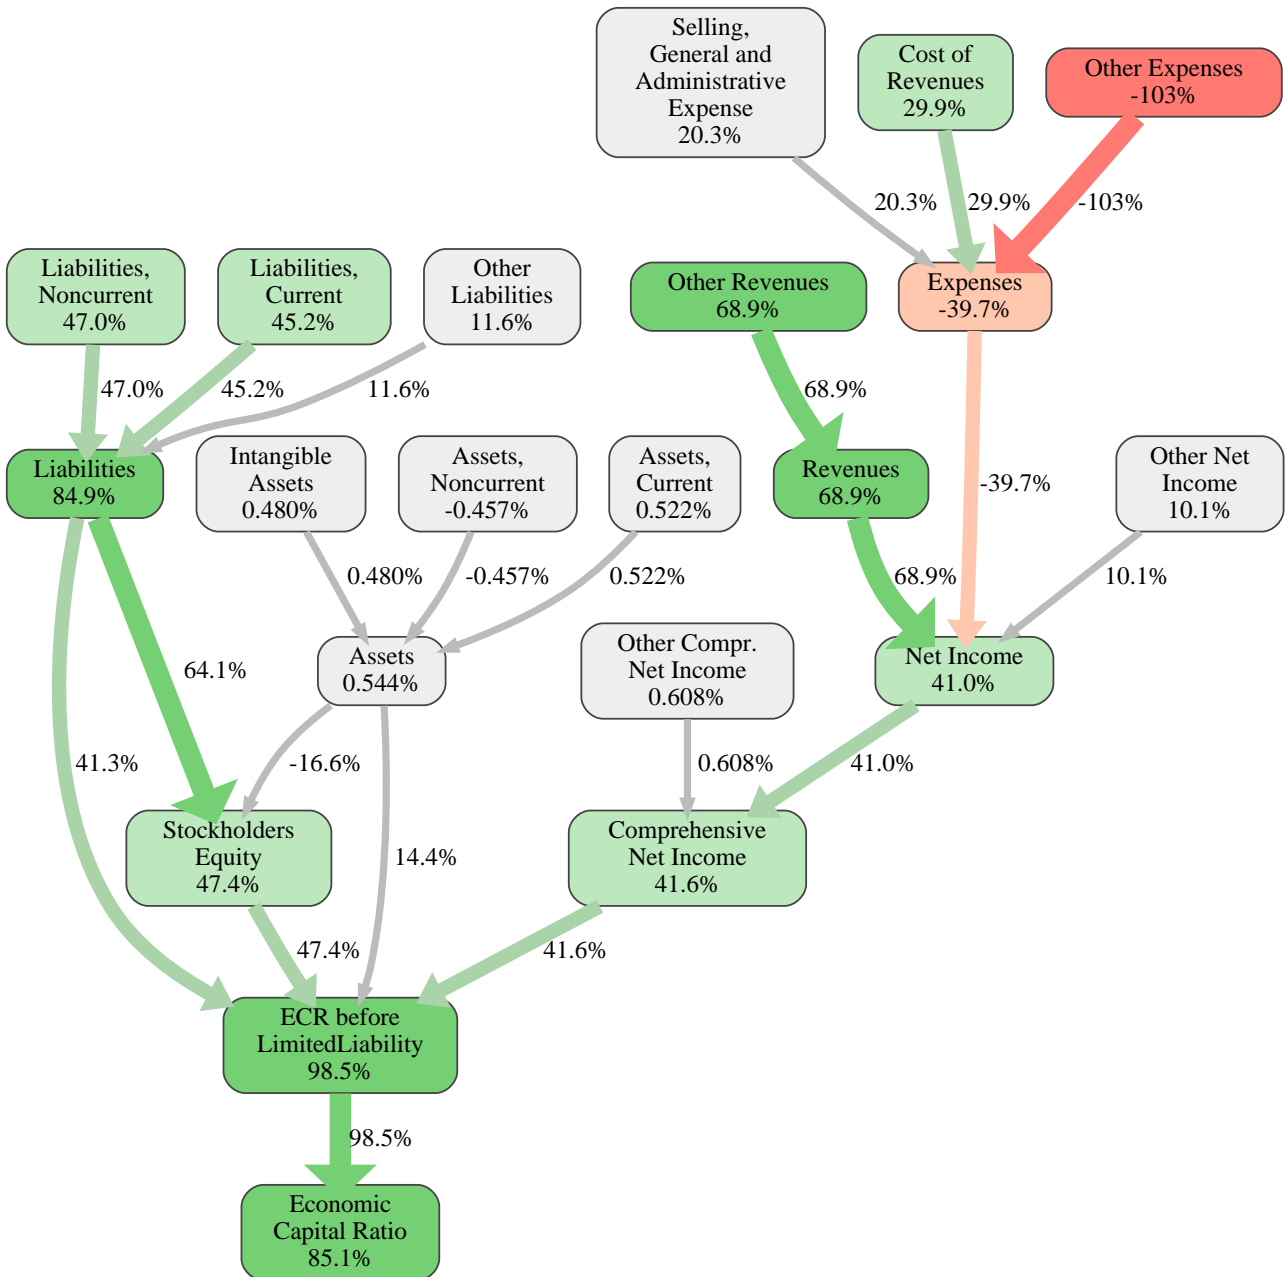 Selling,
General and
Administrative
Expense
20.3%
Cost of
Revenues
29.9%
Other Expenses
-103%
20.3%
29.9%
-103%
Liabilities,
Noncurrent
47.0%
Liabilities,
Current
45.2%
Other
Liabilities
11.6%
Other Revenues
68.9%
Expenses
-39.7%
47.0%
45.2%
11.6%
68.9%
Liabilities
84.9%
Intangible
Assets
0.480%
Assets,
Noncurrent
-0.457%
Assets,
Current
0.522%
Revenues
68.9%
-39.7%
Other Net
Income
10.1%
0.480%
-0.457%
0.522%
68.9%
10.1%
64.1%
Assets
0.544%
Other Compr.
Net Income
0.608%
Net Income
41.0%
41.3%
-16.6%
0.608%
41.0%
Stockholders
Equity
47.4%
14.4%
Comprehensive
Net Income
41.6%
47.4%
41.6%
ECR before
LimitedLiability
98.5%
98.5%
Economic
Capital Ratio
85.1%